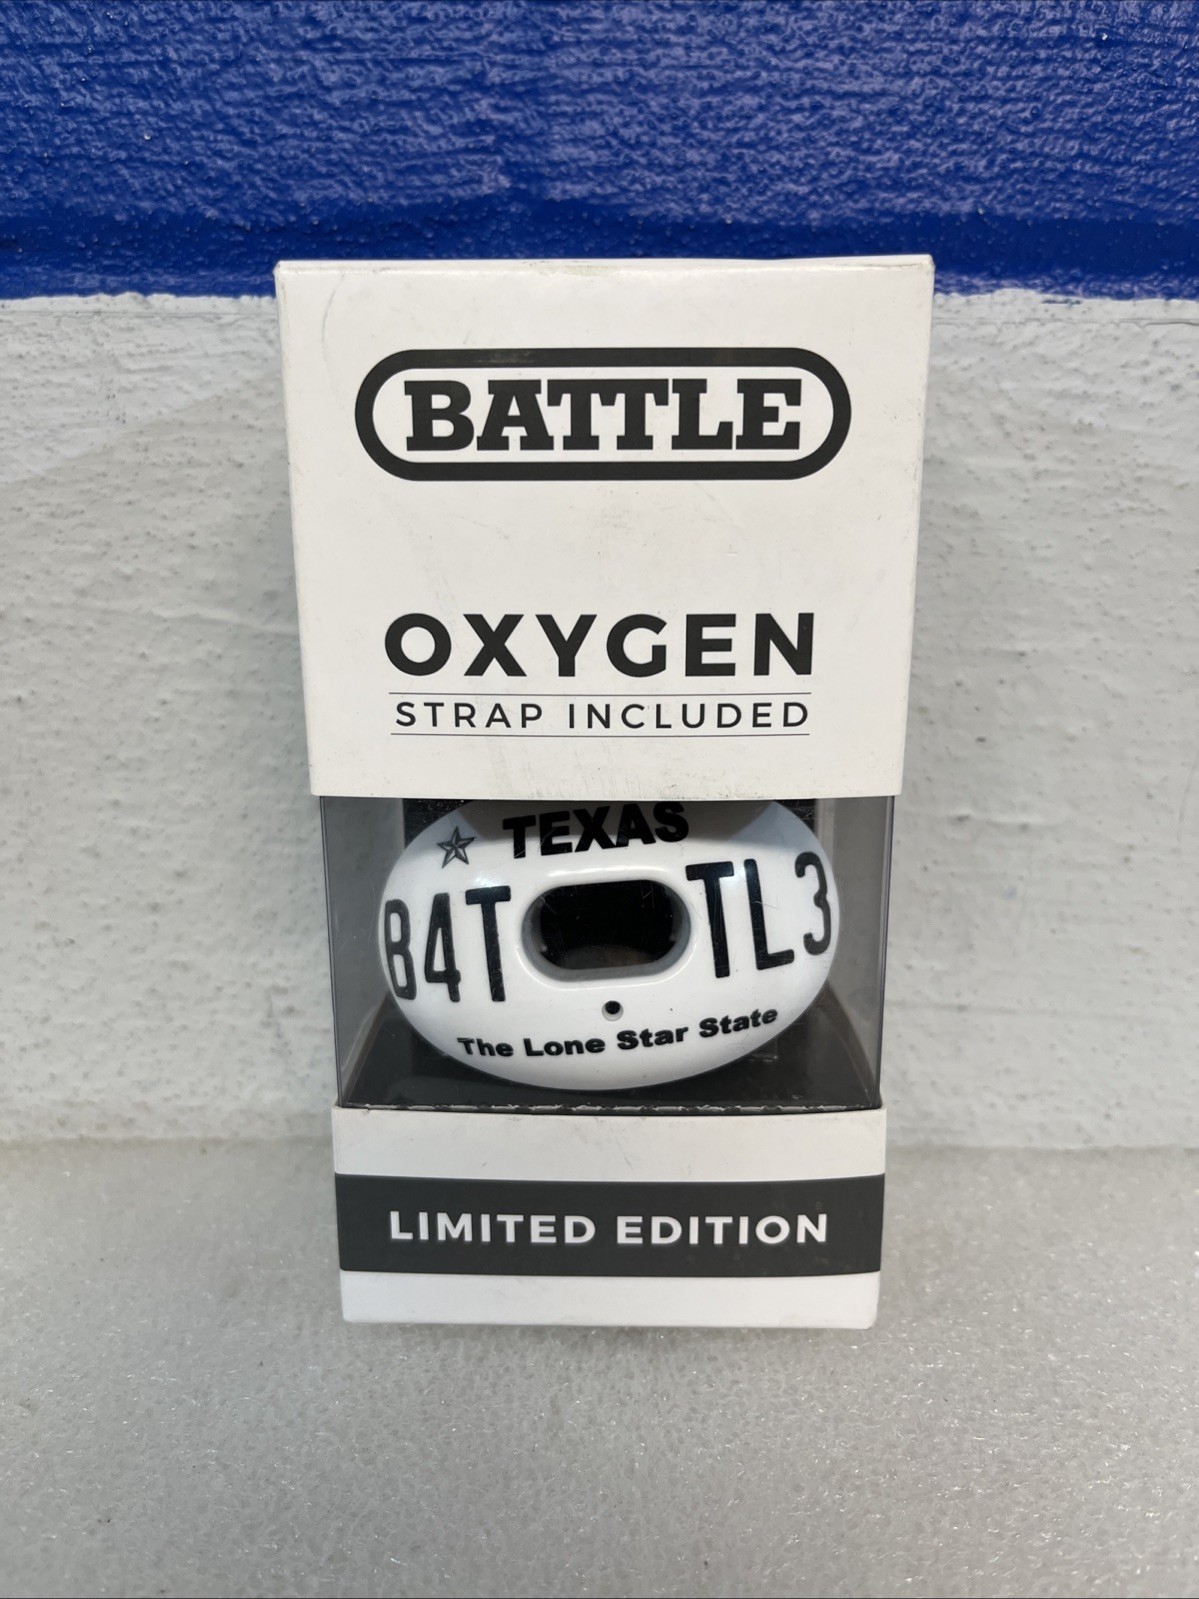 BATTLE
OXYGEN
STRAP INCLUDED
TEXAS
B4T TL3
The Lone Star State
LIMITED EDITION